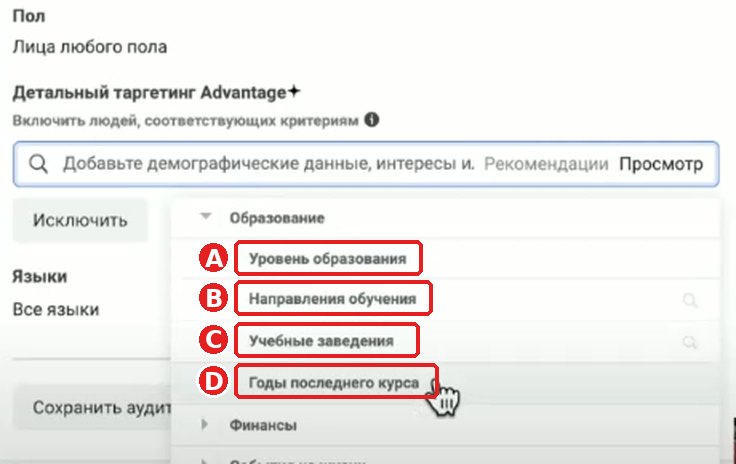 Пол
Лица любого пола
Детальный таргетинг Advantage+
Включить людей, соответствующих критериям
Добавьте демографические данные, интересы и. Рекомендации Просмотр
Исключить
Образование
A Уровень образования
Языки
B Направления обучения
Все языки
C Учебные заведения
D Годы последнего курса
Сохранить аудит
Финансы